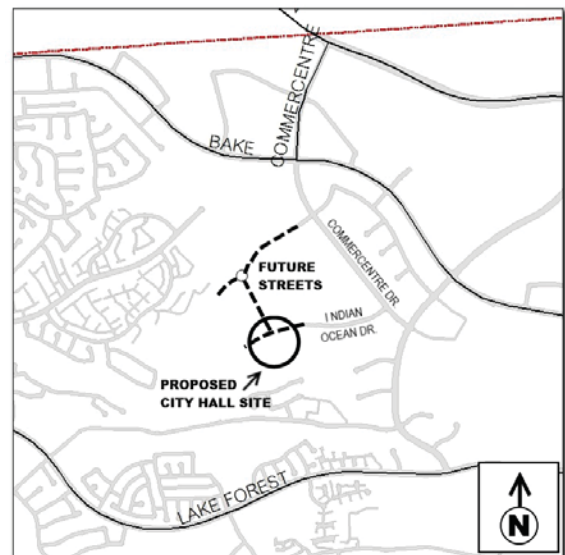 COMMERCENTRE
BAKE
COMMERCENTRE DR.
FUTURE
STREETS
INDIAN
OCEAN DR.
PROPOSED
CITY HALL SITE
LAKE FOREST
N